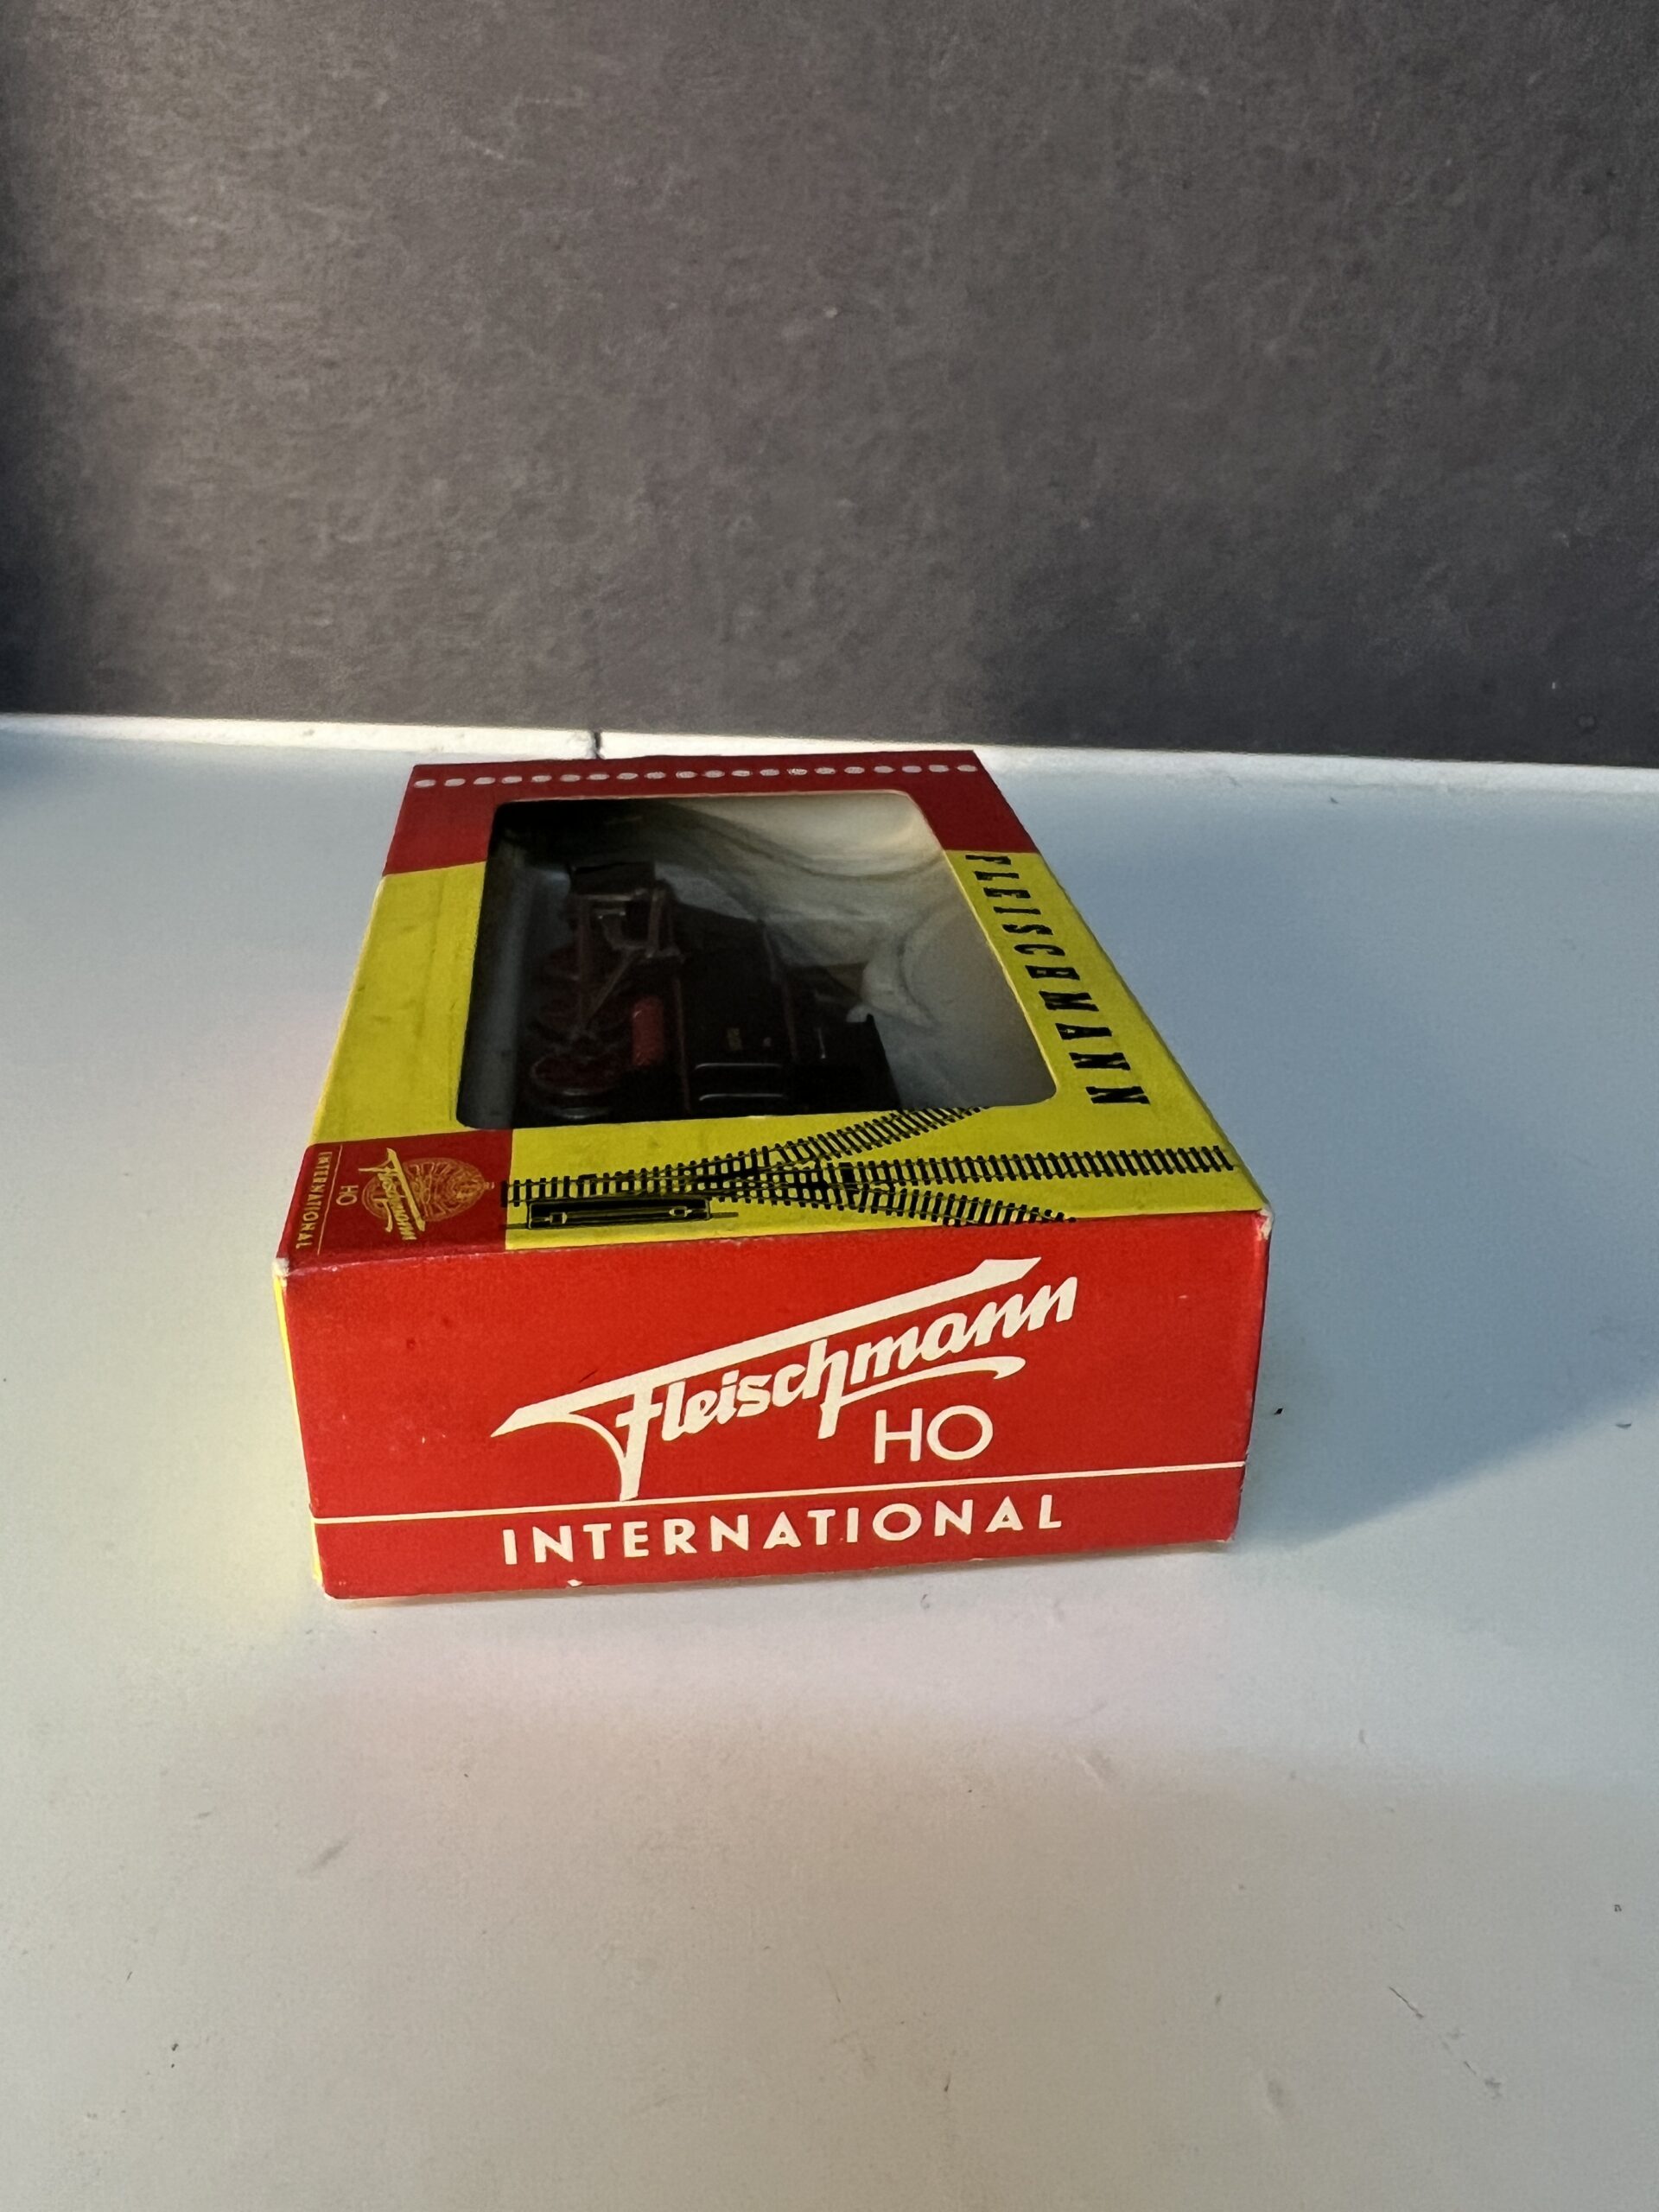 FLEISCHMANN
Fleischmann
HO
INTERNATIONAL
Fleischmann
HO
INTERNATIONAL